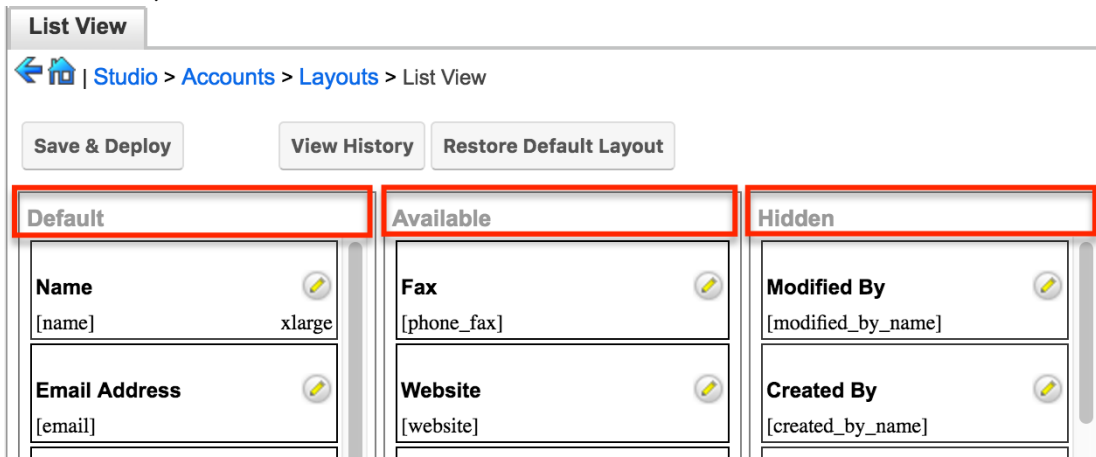 List View
| Studio > Accounts > Layouts > List View
Save & Deploy View History Restore Default Layout
Default Available Hidden
Name Fax Modified By
[name] xlarge [phone_fax] [modified_by_name]
Email Address Website Created By
[email] [website] [created_by_name]